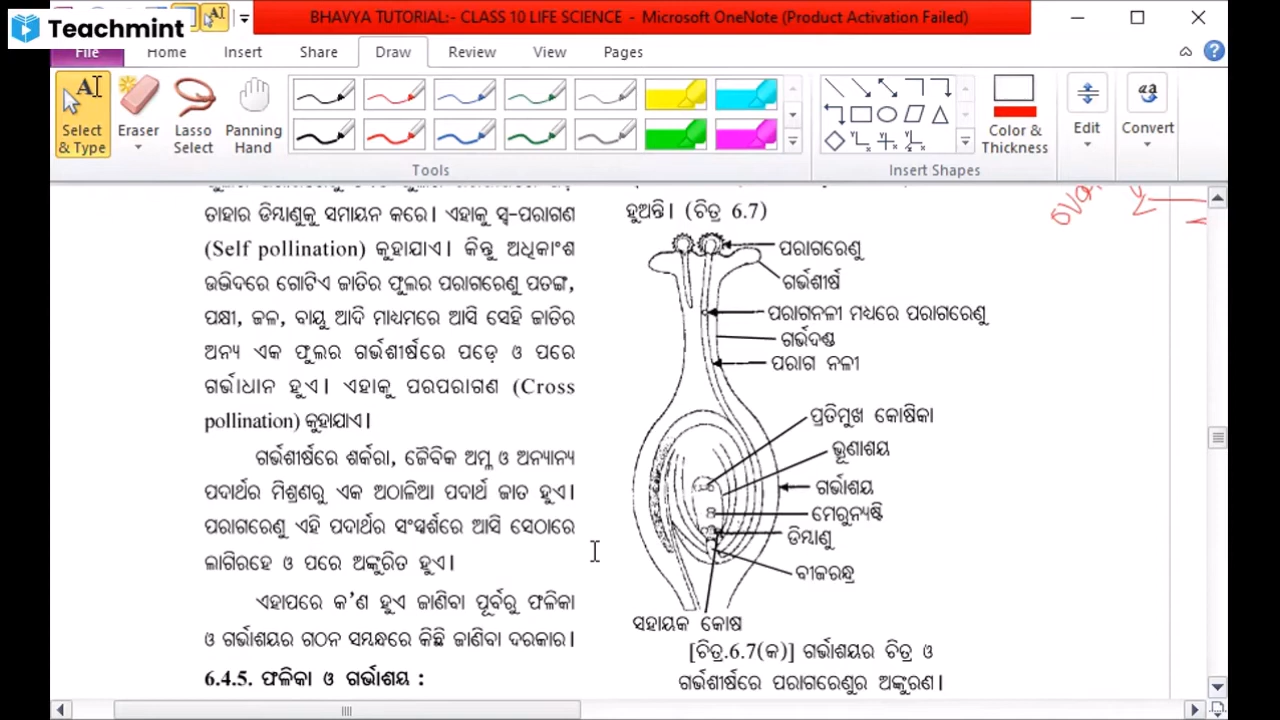 Teachmint
BHAVYA TUTORIAL:- CLASS 10 LIFE SCIENCE - Microsoft OneNote (Product Activation Failed)
File Home Insert Share Draw Review View Pages
Select & Type
Eraser
Lasso Select
Panning Hand
Color & Thickness
Edit
Convert
Tools
Insert Shapes
ତାହାର ଡିମ୍ବାଣୁକୁ ସମାୟନ କରେ। ଏହାକୁ ସ୍ୱ-ପରାଗଣ
(Self pollination) କୁହାଯାଏ। କିନ୍ତୁ ଅଧିକାଂଶ
ଉଦ୍ଭିଦରେ ଗୋଟିଏ ଜାତିର ଫୁଲର ପରାଗରେଣୁ ପତଙ୍ଗ,
ପକ୍ଷୀ, ଜଳ, ବାୟୁ ଆଦି ମାଧ୍ୟମରେ ଆସି ସେହି ଜାତିର
ଅନ୍ୟ ଏକ ଫୁଲର ଗର୍ଭଶୀର୍ଷରେ ପଡ଼େ ଓ ପରେ
ଗର୍ଭାଧାନ ହୁଏ। ଏହାକୁ ପରପରାଗଣ (Cross
pollination) କୁହାଯାଏ।
ଗର୍ଭଶୀର୍ଷରେ ଶର୍କରା, ଜୈବିକ ଅମ୍ଳ ଓ ଅନ୍ୟାନ୍ୟ
ପଦାର୍ଥର ମିଶ୍ରଣରୁ ଏକ ଅଠାଳିଆ ପଦାର୍ଥ ଜାତ ହୁଏ।
ପରାଗରେଣୁ ଏହି ପଦାର୍ଥର ସଂସ୍ପର୍ଶରେ ଆସି ସେଠାରେ
ଲାଗିରହେ ଓ ପରେ ଅଙ୍କୁରିତ ହୁଏ।
ଏହାପରେ କ'ଣ ହୁଏ ଜାଣିବା ପୂର୍ବରୁ ଫଳିକା
ଓ ଗର୍ଭାଶୟର ଗଠନ ସମ୍ବନ୍ଧରେ କିଛି ଜାଣିବା ଦରକାର।
6.4.5. ଫଳିକା ଓ ଗର୍ଭାଶୟ :
ହୁଅନ୍ତି। (ଚିତ୍ର 6.7)
ପରାଗରେଣୁ
ଗର୍ଭଶୀର୍ଷ
ପରାଗନଳୀ ମଧ୍ୟରେ ପରାଗରେଣୁ
ଗର୍ଭଦଣ୍ଡ
ପରାଗ ନଳୀ
ପ୍ରତିମୁଖ କୋଷିକା
ଭ୍ରୂଣାଶୟ
ଗର୍ଭାଶୟ
ମେରୁନ୍ୟଷ୍ଟି
ଡିମ୍ବାଣୁ
ବୀଜରନ୍ଧ୍ର
ସହାୟକ କୋଷ
[ଚିତ୍ର.6.7(କ)] ଗର୍ଭାଶୟର ଚିତ୍ର ଓ
ଗର୍ଭଶୀର୍ଷରେ ପରାଗରେଣୁର ଅଙ୍କୁରଣ।